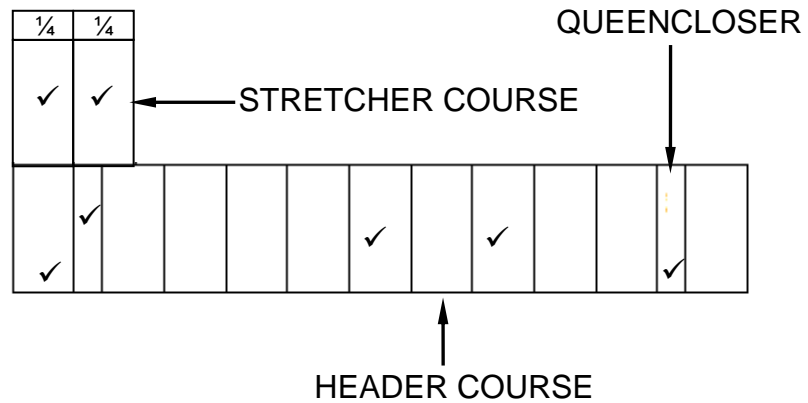 QUEENCLOSER
¼ ¼
STRETCHER COURSE
HEADER COURSE